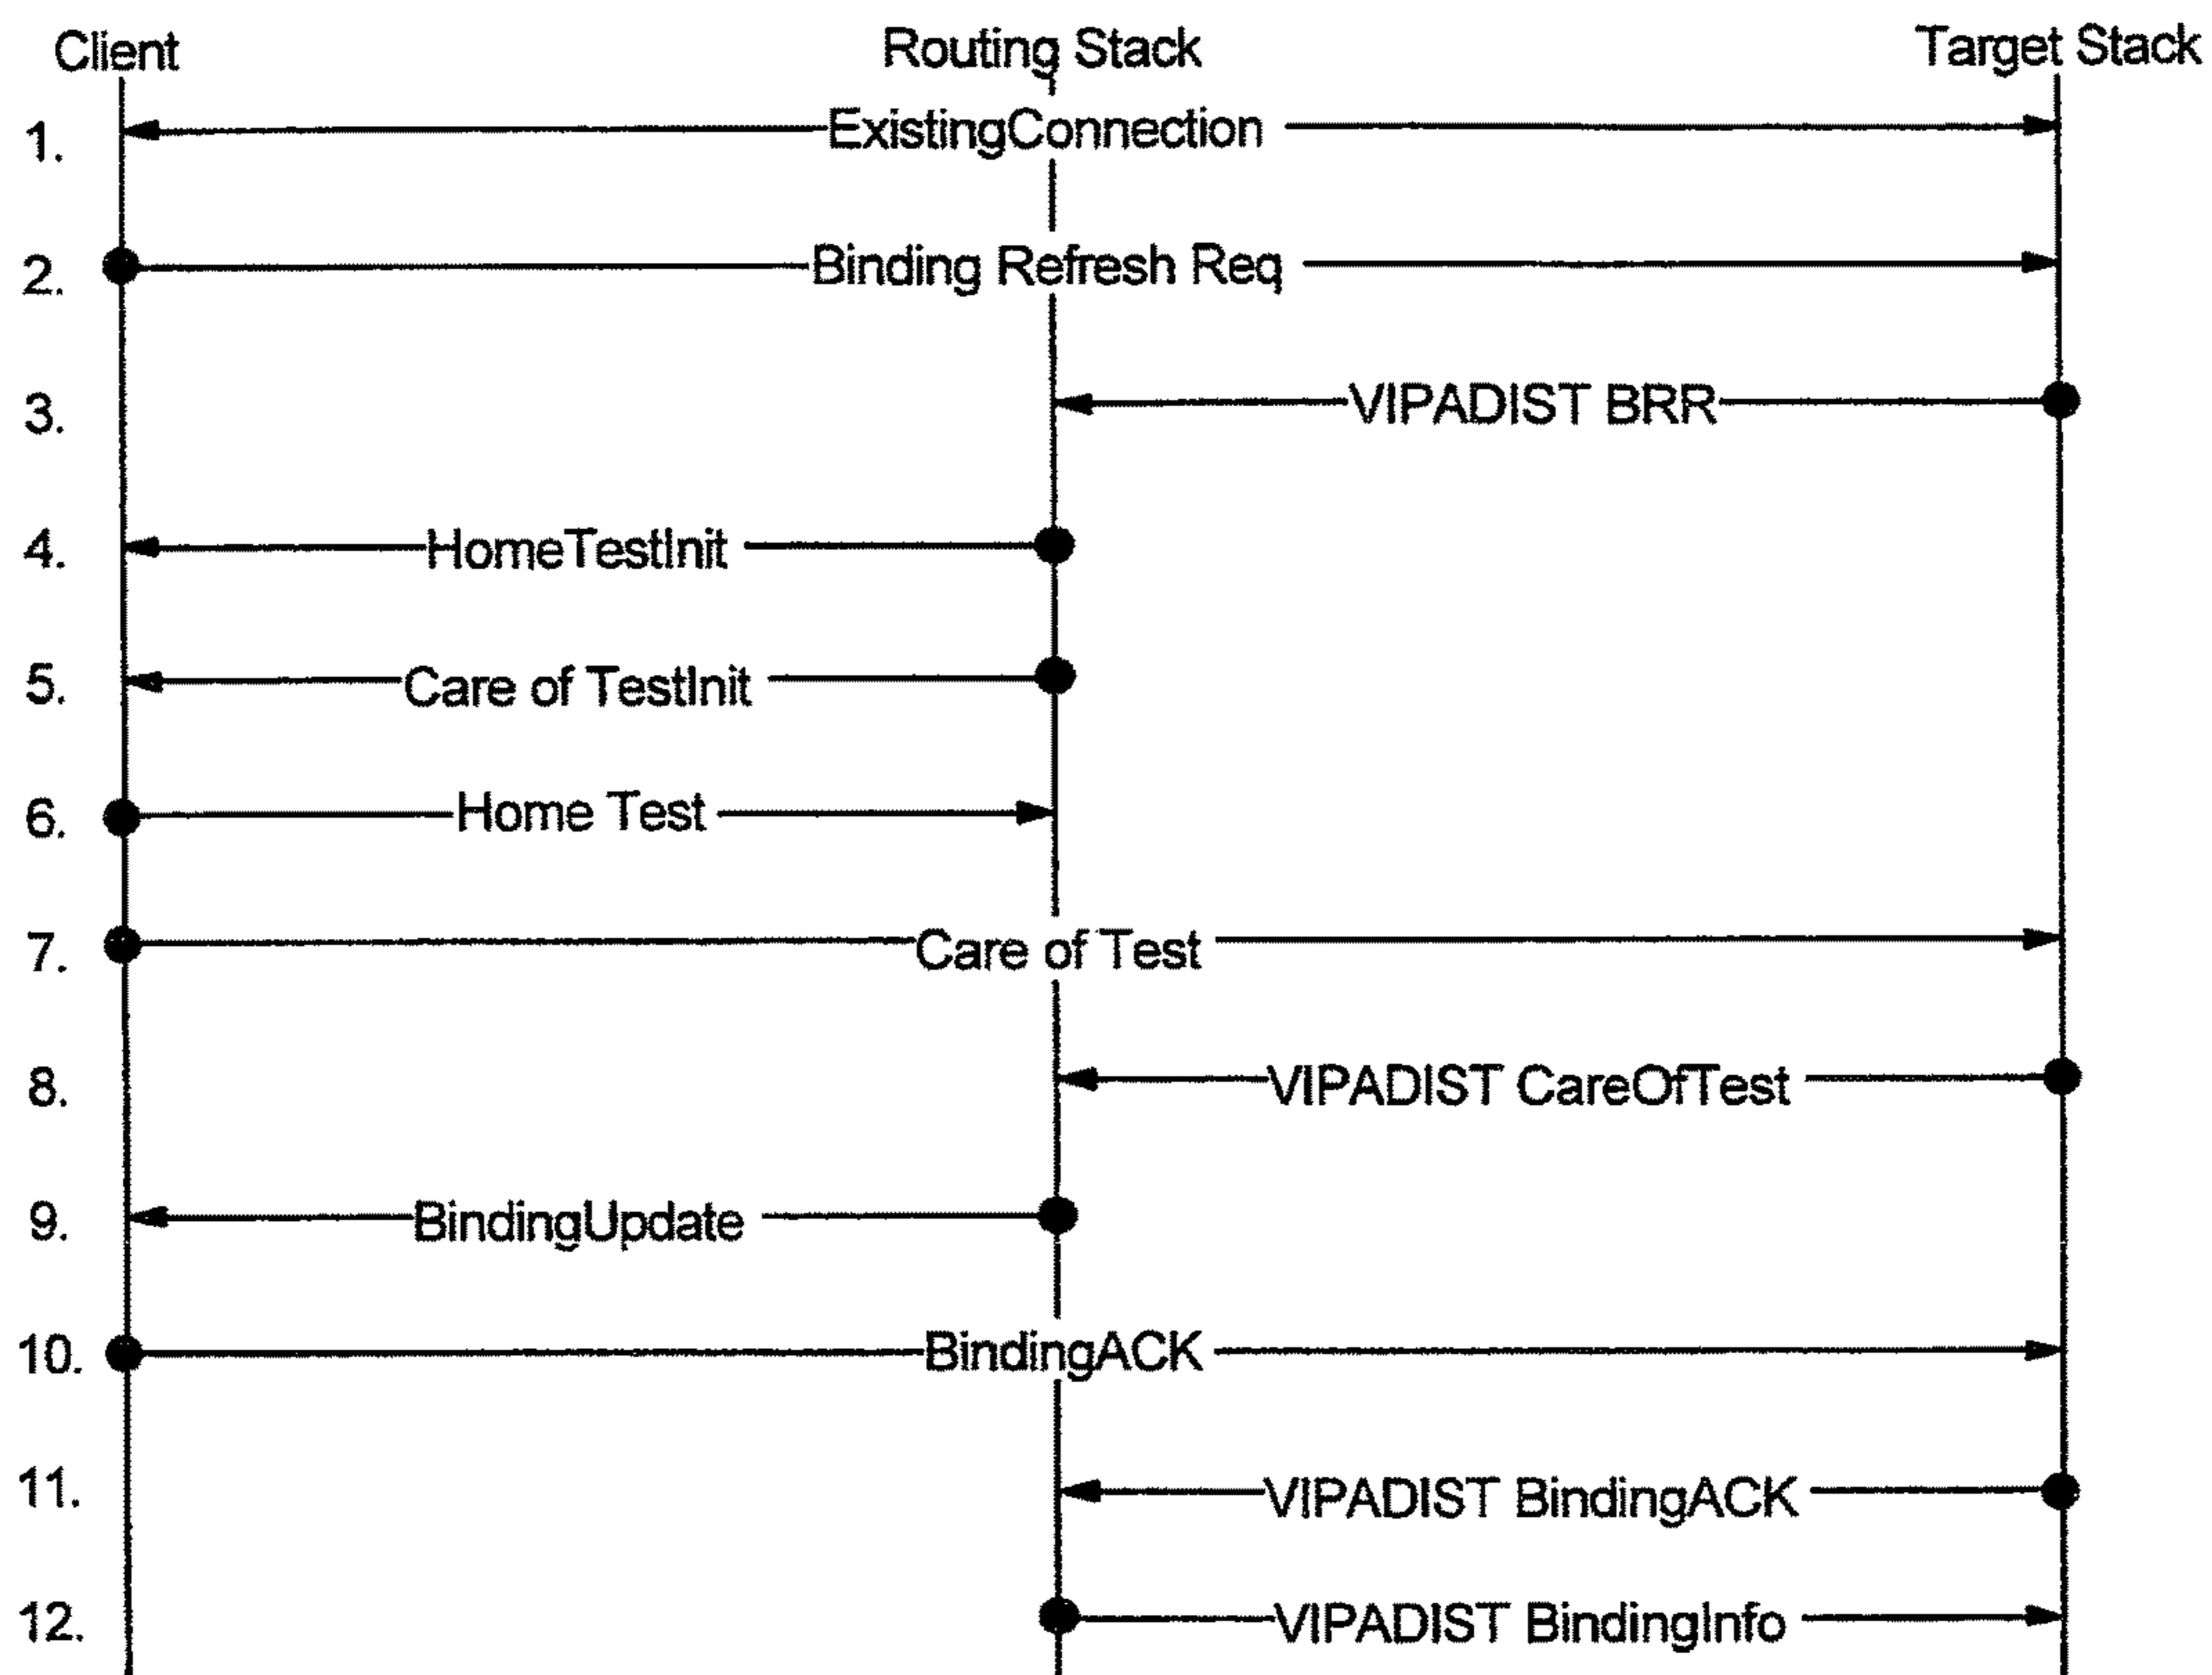 Client Routing Stack Target Stack
1. ExistingConnection
2. Binding Refresh Req
3. VIPADIST BRR
4. HomeTestInit
5. Care of TestInit
6. Home Test
7. Care of Test
8. VIPADIST CareOfTest
9. BindingUpdate
10. BindingACK
11. VIPADIST BindingACK
12. VIPADIST BindingInfo